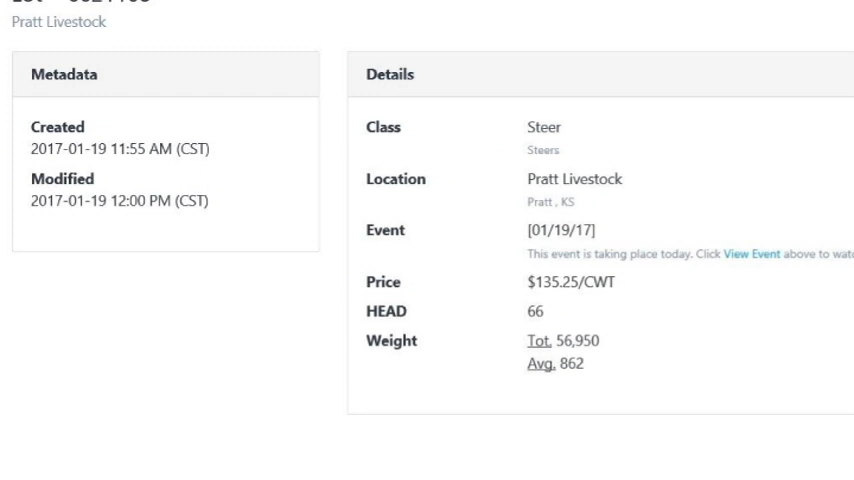 Pratt Livestock
Metadata
Created
2017-01-19 11:55 AM (CST)
Modified
2017-01-19 12:00 PM (CST)
Details
Class Steer
Steers
Location Pratt Livestock
Pratt , KS
Event [01/19/17]
This event is taking place today. Click View Event above to
Price $135.25/CWT
HEAD 66
Weight Tot. 56,950
Avg. 862